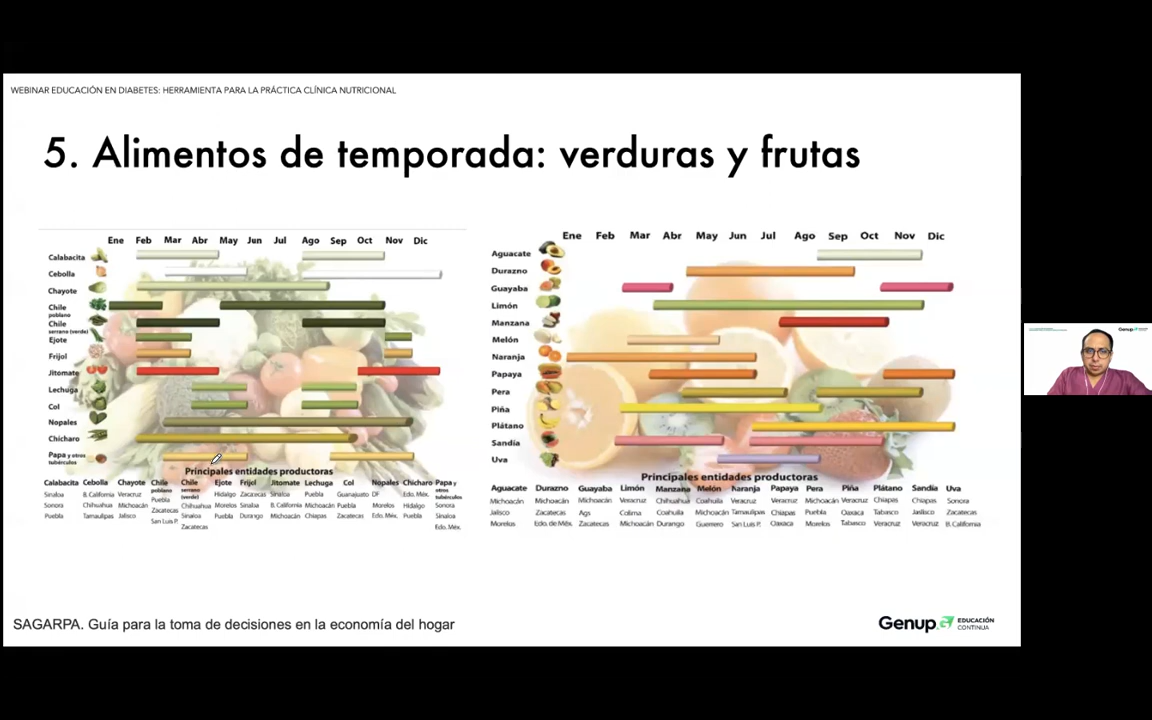 WEBINAR EDUCACIÓN EN DIABETES: HERRAMIENTA PARA LA PRÁCTICA CLÍNICA NUTRICIONAL
5. Alimentos de temporada: verduras y frutas
Ene Feb Mar Abr May Jun Jul Ago Sep Oct Nov Dic
Calabacita
Cebolla
Chayote
Chile
poblano
Chile
serrano (verde)
Ejote
Frijol
Jitomate
Lechuga
Col
Nopales
Chicharo
Papa y otros
tubérculos
Principales entidades productoras
Calabacita Cebolla Chayote Chile poblano Chile serrano (verde) Ejote Frijol Jitomate Lechuga Col Nopales Chicharo Papa y otros tubérculos
Sinaloa B. California Veracruz Puebla Chihuahua Hidalgo Zacatecas Sinaloa Puebla Guanajuato DF Edo. Méx. Sonora
Sonora Chihuahua Michoacán Zacatecas Sinaloa Morelos Sinaloa B. California Michoacán Puebla Morelos Hidalgo Sinaloa
Puebla Tamaulipas Jalisco San Luis P. Zacatecas Puebla Durango Michoacán Chiapas Zacatecas Edo. Méx. Puebla Edo. Méx.
Ene Feb Mar Abr May Jun Jul Ago Sep Oct Nov Dic
Aguacate
Durazno
Guayaba
Limón
Manzana
Melón
Naranja
Papaya
Pera
Piña
Plátano
Sandía
Uva
Principales entidades productoras
Aguacate Durazno Guayaba Limón Manzana Melón Naranja Papaya Pera Piña Plátano Sandía Uva
Michoacán Michoacán Michoacán Veracruz Chihuahua Coahuila Veracruz Veracruz Michoacán Veracruz Chiapas Chiapas Sonora
Jalisco Zacatecas Ags Colima Coahuila Michoacán Tamaulipas Chiapas Puebla Oaxaca Tabasco Jaslisco Zacatecas
Morelos Edo. de Méx. Zacatecas Michoacán Durango Guerrero San Luis P. Oaxaca Morelos Tabasco Veracruz Veracruz B. California
SAGARPA. Guía para la toma de decisiones en la economía del hogar
Genup EDUCACIÓN
CONTINUA
Genup